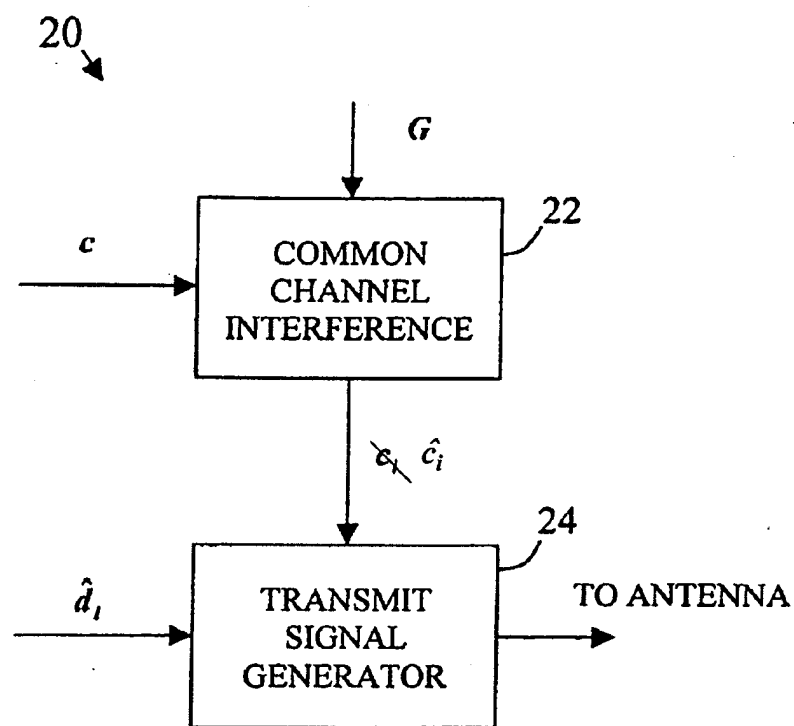 20
G
22
c
COMMON
CHANNEL
INTERFERENCE
ĉᵢ
24
d̂ᵢ
TRANSMIT
SIGNAL
GENERATOR
TO ANTENNA